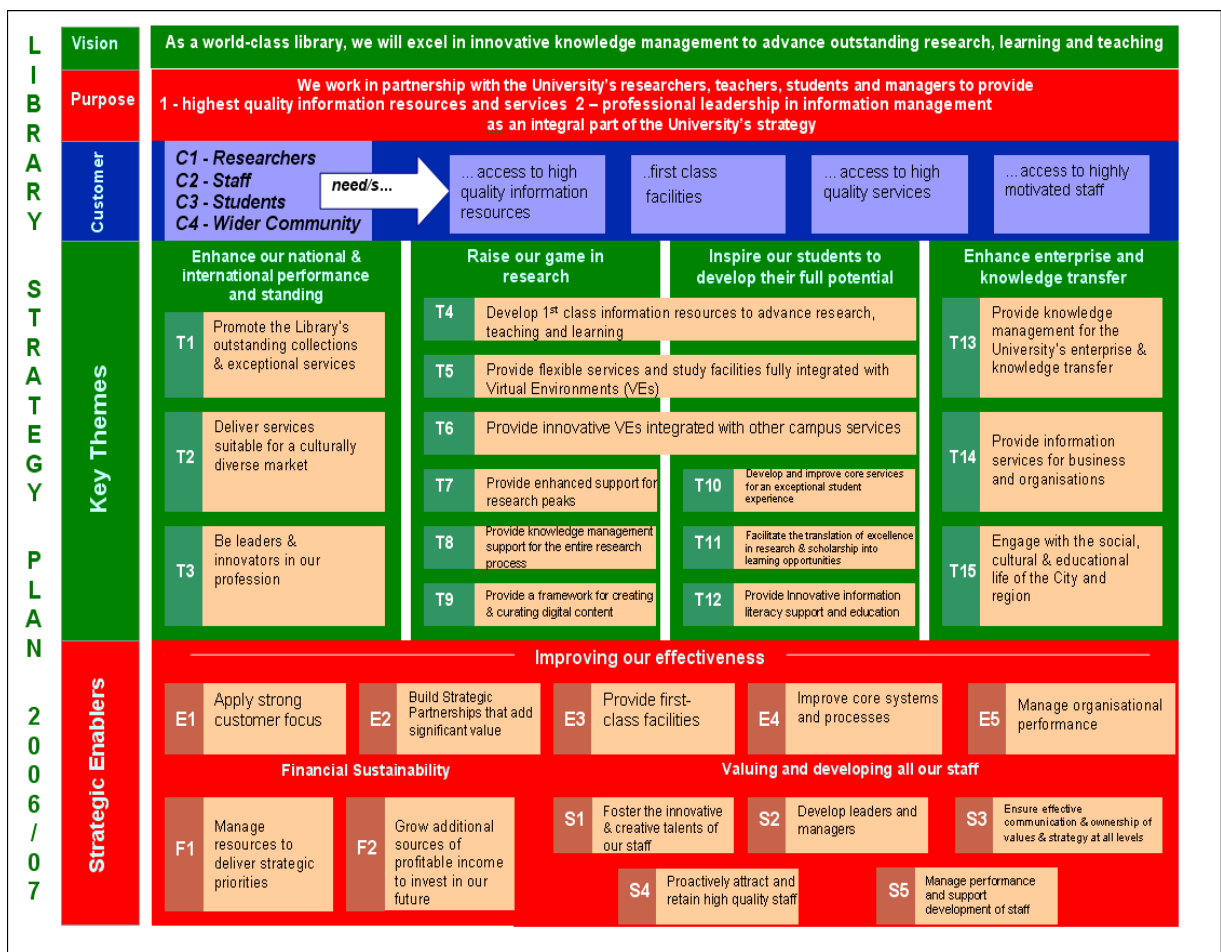 LIBRARY STRATEGY PLAN 2006/07
Vision
As a world-class library, we will excel in innovative knowledge management to advance outstanding research, learning and teaching
Purpose
We work in partnership with the University's researchers, teachers, students and managers to provide
1 - highest quality information resources and services 2 – professional leadership in information management
as an integral part of the University's strategy
Customer
C1 - Researchers
C2 - Staff
C3 - Students
C4 - Wider Community
need/s...
... access to high
quality information
resources
..first class
facilities
... access to high
quality services
... access to highly
motivated staff
Key Themes
Enhance our national &
international performance
and standing
T1
Promote the Library's
outstanding collections
& exceptional services
T2
Deliver services
suitable for a culturally
diverse market
T3
Be leaders &
innovators in our
profession
Raise our game in
research
Inspire our students to
develop their full potential
T4
Develop 1st class information resources to advance research,
teaching and learning
T5
Provide flexible services and study facilities fully integrated with
Virtual Environments (VEs)
T6
Provide innovative VEs integrated with other campus services
T7
Provide enhanced support for
research peaks
T8
Provide knowledge management
support for the entire research
process
T9
Provide a framework for creating
& curating digital content
T10
Develop and improve core services
for an exceptional student
experience
T11
Facilitate the translation of excellence
in research & scholarship into
learning opportunities
T12
Provide Innovative information
literacy support and education
Enhance enterprise and
knowledge transfer
T13
Provide knowledge
management for the
University's enterprise &
knowledge transfer
T14
Provide information
services for business
and organisations
T15
Engage with the social,
cultural & educational
life of the City and
region
Strategic Enablers
Improving our effectiveness
E1
Apply strong
customer focus
E2
Build Strategic
Partnerships that add
significant value
E3
Provide first-
class facilities
E4
Improve core systems
and processes
E5
Manage organisational
performance
Financial Sustainability
F1
Manage
resources to
deliver strategic
priorities
F2
Grow additional
sources of
profitable income
to invest in our
future
Valuing and developing all our staff
S1
Foster the innovative
& creative talents of
our staff
S2
Develop leaders and
managers
S3
Ensure effective
communication & ownership of
values & strategy at all levels
S4
Proactively attract and
retain high quality staff
S5
Manage performance
and support
development of staff